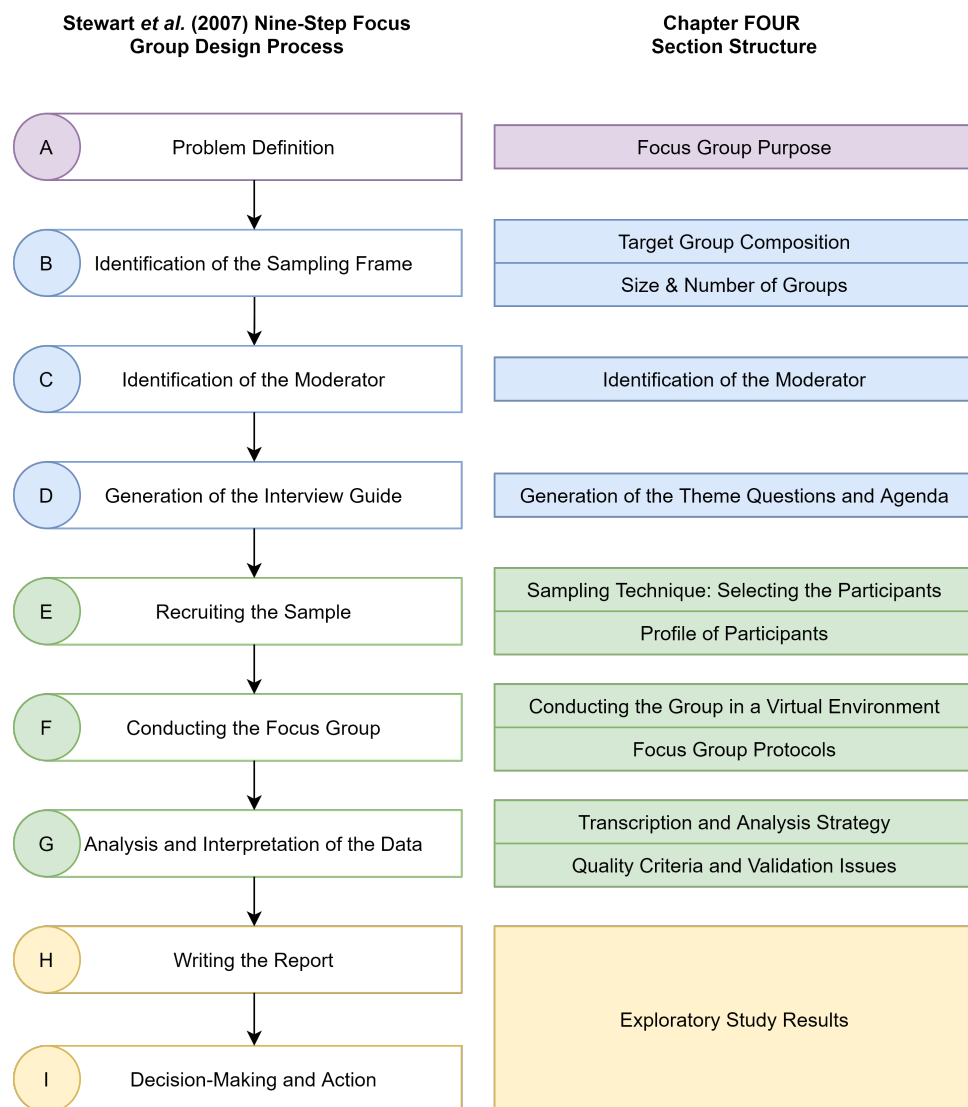 Stewart et al. (2007) Nine-Step Focus
Group Design Process
Chapter FOUR
Section Structure
A
Problem Definition
Focus Group Purpose
B
Identification of the Sampling Frame
Target Group Composition
Size & Number of Groups
C
Identification of the Moderator
Identification of the Moderator
D
Generation of the Interview Guide
Generation of the Theme Questions and Agenda
E
Recruiting the Sample
Sampling Technique: Selecting the Participants
Profile of Participants
F
Conducting the Focus Group
Conducting the Group in a Virtual Environment
Focus Group Protocols
G
Analysis and Interpretation of the Data
Transcription and Analysis Strategy
Quality Criteria and Validation Issues
H
Writing the Report
Exploratory Study Results
I
Decision-Making and Action